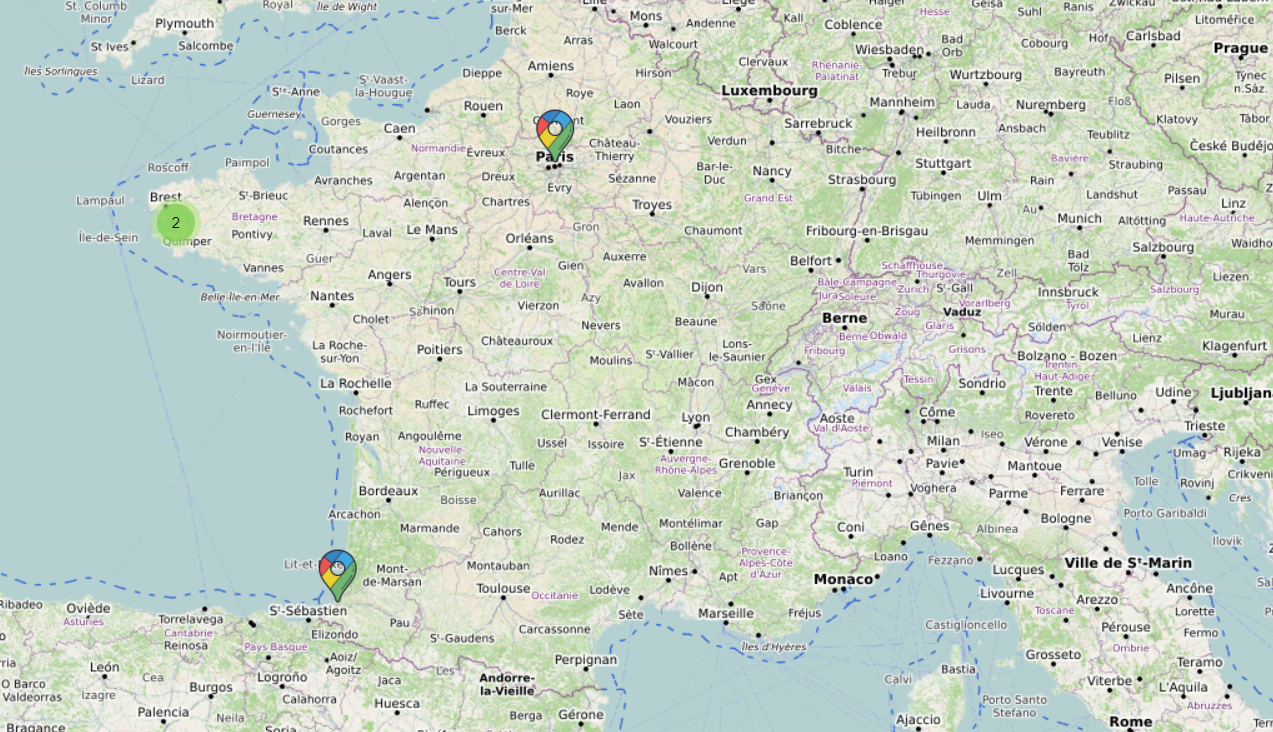 St. Columb
Minor
Royal
Île de Wight
sur-Mer
Lille
Mons
Liège
Andenne
Kall
Haiger
Hesse
Geisa
Suhl
Ranis
Zwickau
Litoměřice
Plymouth
St Ives
Salcombe
Berck
Arras
Walcourt
Coblence
Wiesbaden
Bad
Orb
Cobourg
Hof
Carlsbad
Prague
Îles Sorlingues
Lizard
Sᵗᵉ-Anne
Sᵗ-Vaast-
la-Hougue
Dieppe
Amiens
Hirson
Clervaux
Rhénanie-
Palatinat
Trebur
Wurtzbourg
Bayreuth
Pilsen
Týnec
n.Sáz.
Roye
Luxembourg
Guernesey
Gorges
Rouen
Laon
Mannheim
Lauda
Nuremberg
Floß
Tábor
Caen
Vouziers
Sarrebruck
Heilbronn
Ansbach
Teublitz
Klatovy
Coutances
Normandie
Évreux
Paris
Château-
Thierry
Verdun
Bitche
Stuttgart
Bavière
Straubing
České Budějo
Roscoff
Paimpol
Avranches
Argentan
Dreux
Évry
Sézanne
Bar-le-
Duc
Nancy
Strasbourg
Rain
Passau
Lampaul
Brest
Sᵗ-Brieuc
Alençon
Chartres
Troyes
Grand Est
Tübingen
Ulm
Au
Landshut
Linz
2
Bretagne
Rennes
Munich
Altötting
Haute-Autriche
Île-de-Sein
Quimper
Pontivy
Laval
Le Mans
Orléans
Gron
Chaumont
Fribourg-en-Brisgau
Memmingen
Salzbourg
Waidho
Vannes
Guer
Auxerre
Belfort
Schaffhouse
Thurgovie
Zell
Bad
Tölz
Angers
Tours
Centre-Val
de Loire
Gien
Avallon
Vars
Bâle-Campagne
Zurich
Sᵗ-Gall
Innsbruck
Tyrol
Salzbourg
Liezen
Belle-Île-en-Mer
Nantes
Azy
Dijon
Jura
Soleure
Vorarlberg
Cholet
Sahinon
Vierzon
Saône
Berne
Zoug
Vaduz
Murau
Noirmoutier-
en-l'Île
Nevers
Beaune
Berne
Obwald
Glaris
Sölden
La Roche-
sur-Yon
Poitiers
Châteauroux
Moulins
Sᵗ-Vallier
Lons-
le-Saunier
Fribourg
Grisons
Lienz
Klagenfurt
La Rochelle
La Souterraine
Mâcon
Gex
Genève
Valais
Tessin
Sondrio
Bolzano - Bozen
Trentin-
Haut-Adige
Rochefort
Ruffec
Limoges
Clermont-Ferrand
Lyon
Annecy
Aoste
Val d'Aoste
Côme
Trente
Rovereto
Belluno
Udine
Ljubljan
Royan
Angoulême
Ussel
Issoire
Sᵗ-Étienne
Chambéry
Milan
Iseo
Vérone
Venise
Trieste
Nouvelle-
Aquitaine
Périgueux
Tulle
Jax
Auvergne-
Rhône-Alpes
Grenoble
Turin
Piémont
Pavie
Mantoue
Umag
Rijeka
Bordeaux
Boisse
Aurillac
Valence
Briançon
Voghera
Parme
Ferrare
Tolle
Rovinj
Crikveni
Cres
Arcachon
Marmande
Cahors
Rodez
Mende
Montélimar
Gap
Coni
Gênes
Albinea
Bologne
Porto Garibaldi
Bollène
Provence-
Alpes-Côte
d'Azur
Loano
Fezzano
Ilovik
Mont-
de-Marsan
Montauban
Nîmes
Apt
Monaco
Lucques
Ville de Sᵗ-Marin
Toulouse
Occitanie
Lodève
Livourne
Arezzo
Ancône
Ribadeo
Oviède
Asturies
Torrelavega
Sᵗ-Sébastien
Pau
Sète
Marseille
Fréjus
Toscane
Lorette
Cantabrie
Reinosa
Pays Basque
Elizondo
Sᵗ-Gaudens
Carcassonne
Îles d'Hyères
Castiglioncello
Pérouse
Ombrie
Fermo
León
Cea
Logroño
Aoiz/
Agoitz
Jaca
Les
Andorre-
la-Vieille
Perpignan
Calvi
Bastia
Grosseto
Teramo
O Barco
Valdeorras
Izagre
Burgos
Calahorra
Huesca
Viterbe
L'Aquila
Abruzzes
Palencia
Neila
Berga
Gérone
Ajaccio
Porto Santo
Stefano
Rome
Bragance
Soria